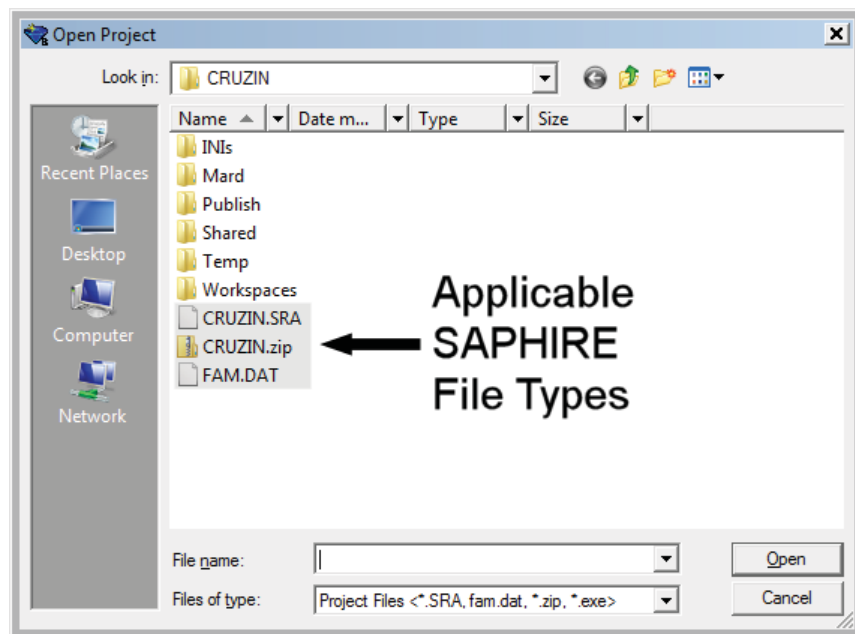 Open Project
Look in: CRUZIN
Name Date m... Type Size
INIs
Mard
Publish
Shared
Temp
Workspaces
CRUZIN.SRA
CRUZIN.zip
FAM.DAT
Recent Places
Desktop
Computer
Network
Applicable
SAPHIRE
File Types
File name:
Open
Files of type: Project Files <*.SRA, fam.dat, *.zip, *.exe>
Cancel